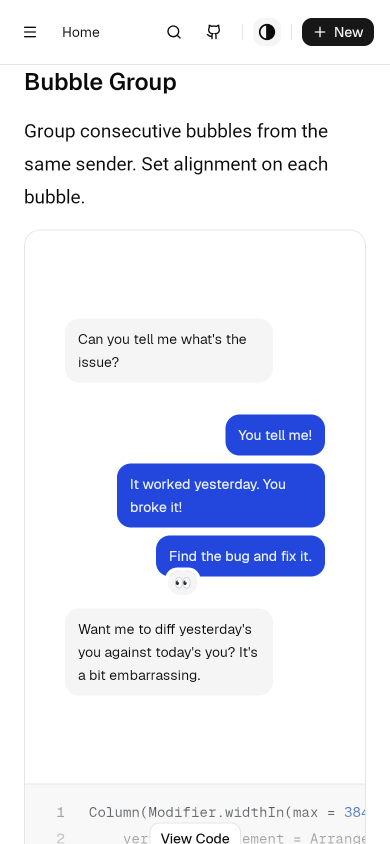 Home
New
Bubble Group
Group consecutive bubbles from the
same sender. Set alignment on each
bubble.
Can you tell me what's the
issue?
You tell me!
It worked yesterday. You
broke it!
Find the bug and fix it.
👀
Want me to diff yesterday's
you against today's you? It's
a bit embarrassing.
1 Column(Modifier.widthIn(max = 384
2 ver ement = Arrange
View Code